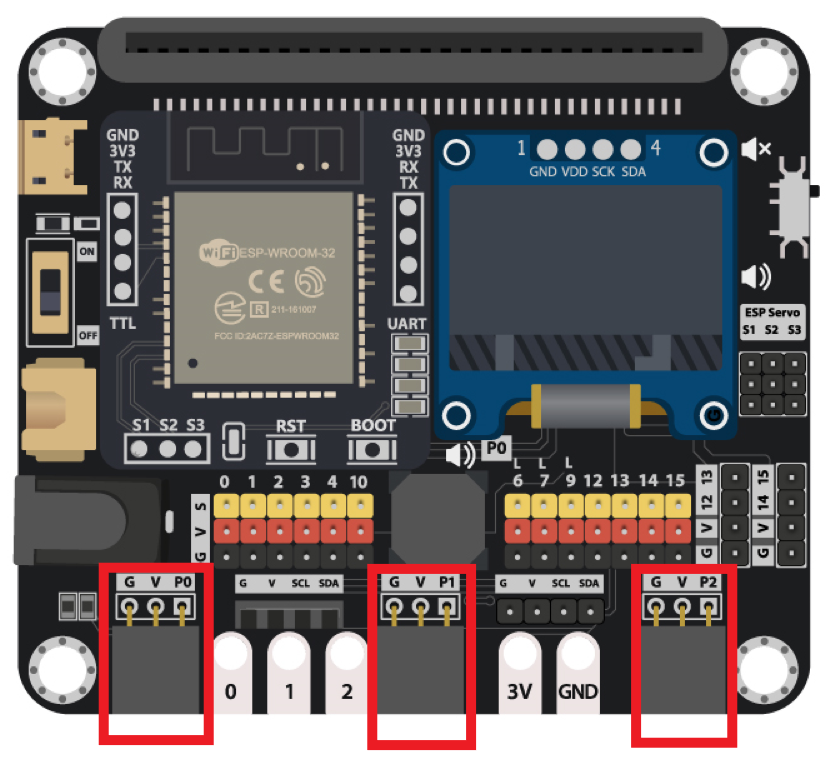 GND
3V3
TX
RX
GND
3V3
RX
TX
1 4
GND VDD SCK SDA
ON
OFF
WiFi ESP-WROOM-32
CE
R 211-161007
FCC ID:2AC7Z-ESPWROOM32
TTL
UART
ESP Servo
S1 S2 S3
S1 S2 S3
RST
BOOT
P0
G
L L L
0 1 2 3 4 10
6 7 9 12 13 14 15
S
V
G
13
12
V
G
15
14
V
G
G V P0
G V SCL SDA
G V P1
G V SCL SDA
G V P2
0 1 2 3V GND